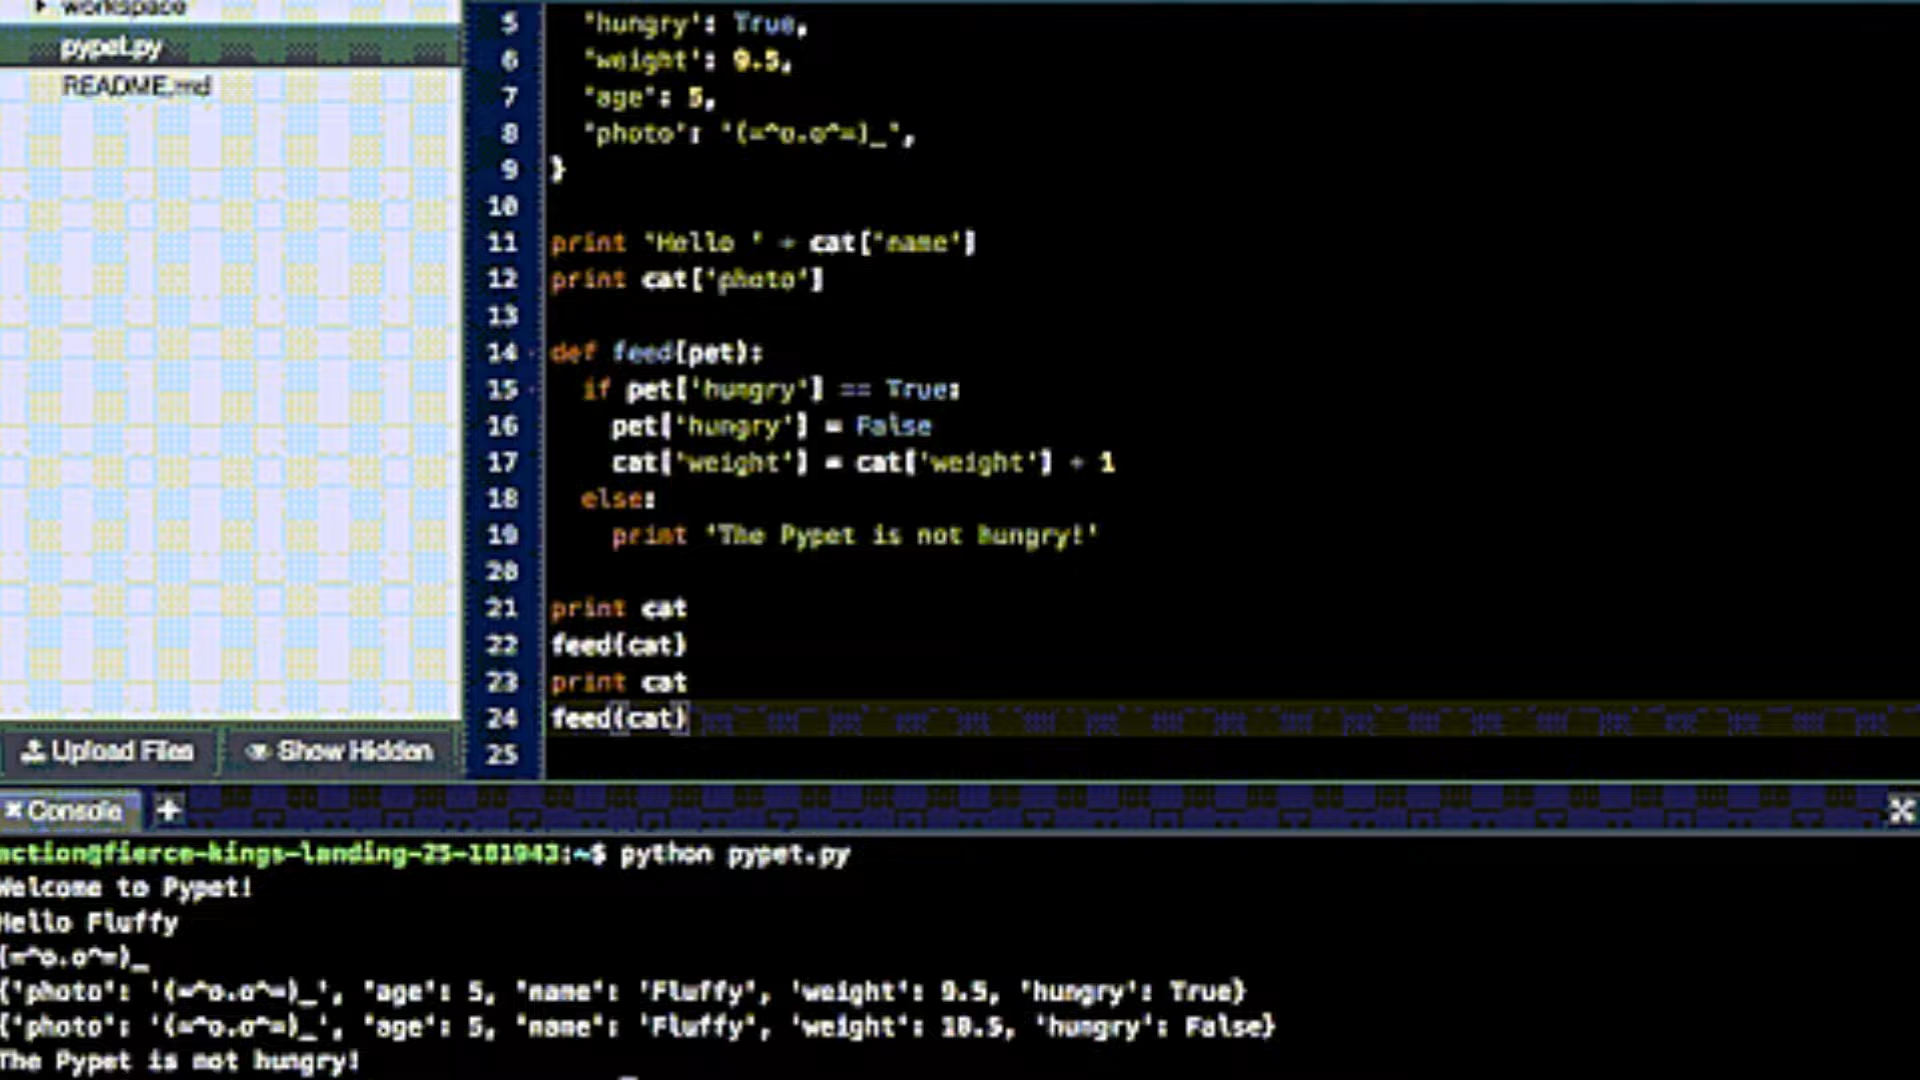 workspace
pypet.py
README.md
5 'hungry': True,
6 'weight': 9.5,
7 'age': 5,
8 'photo': '(=^o.o^=)_',
9 }
10
11 print 'Hello ' + cat['name']
12 print cat['photo']
13
14 def feed(pet):
15 if pet['hungry'] == True:
16 pet['hungry'] = False
17 cat['weight'] = cat['weight'] + 1
18 else:
19 print 'The Pypet is not hungry!'
20
21 print cat
22 feed(cat)
23 print cat
24 feed(cat)
25
Upload Files
Show Hidden
Console
action@fierce-kings-landing-25-181943:~$ python pypet.py
Welcome to Pypet!
Hello Fluffy
(=^o.o^=)_
{'photo': '(=^o.o^=)_', 'age': 5, 'name': 'Fluffy', 'weight': 9.5, 'hungry': True}
{'photo': '(=^o.o^=)_', 'age': 5, 'name': 'Fluffy', 'weight': 10.5, 'hungry': False}
The Pypet is not hungry!